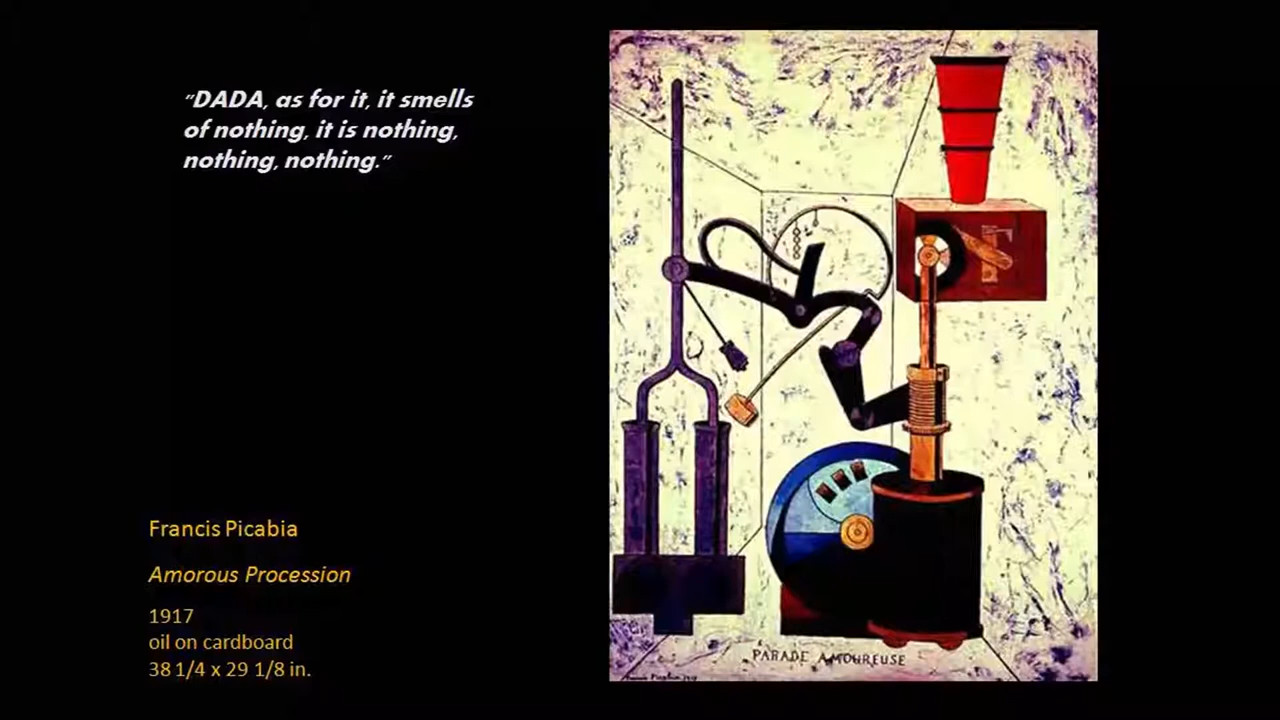 "DADA, as for it, it smells
of nothing, it is nothing,
nothing, nothing."
Francis Picabia
Amorous Procession
1917
oil on cardboard
38 1/4 x 29 1/8 in.
PARADE AMOUREUSE